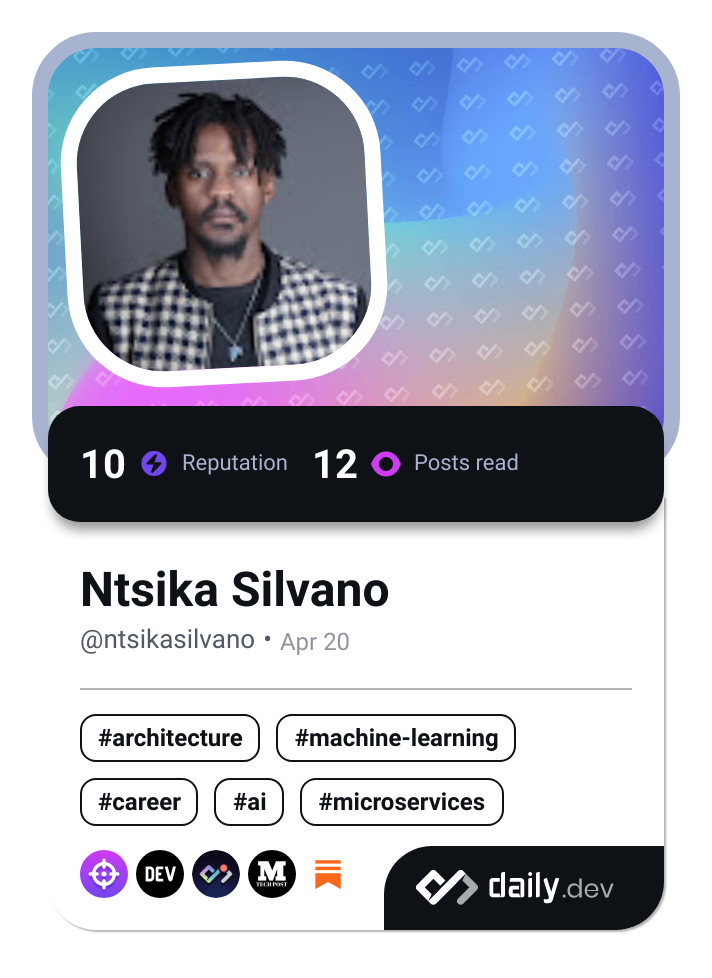 10 Reputation 12 Posts read
Ntsika Silvano
@ntsikasilvano • Apr 20
#architecture #machine-learning
#career #ai #microservices
DEV M TECH POST
daily.dev